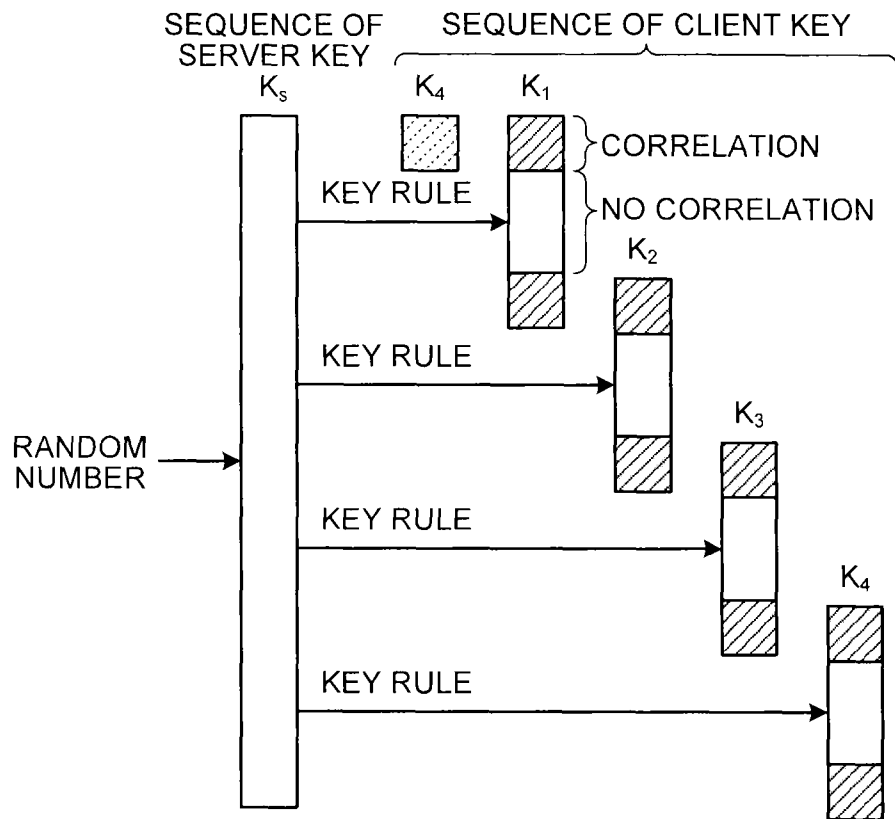 SEQUENCE OF
SERVER KEY
Kₛ
SEQUENCE OF CLIENT KEY
K₄
K₁
CORRELATION
KEY RULE
NO CORRELATION
K₂
KEY RULE
K₃
RANDOM
NUMBER
KEY RULE
K₄
KEY RULE